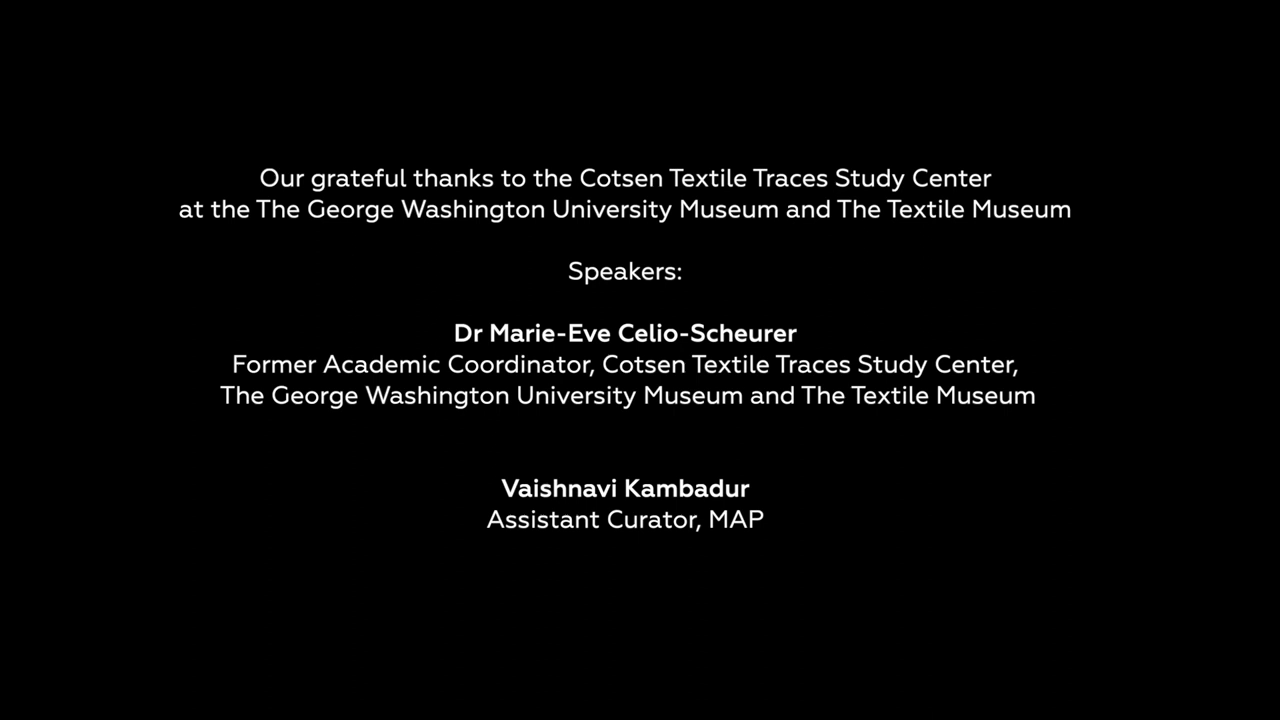 Our grateful thanks to the Cotsen Textile Traces Study Center
at the The George Washington University Museum and The Textile Museum
Speakers:
Dr Marie-Eve Celio-Scheurer
Former Academic Coordinator, Cotsen Textile Traces Study Center,
The George Washington University Museum and The Textile Museum
Vaishnavi Kambadur
Assistant Curator, MAP